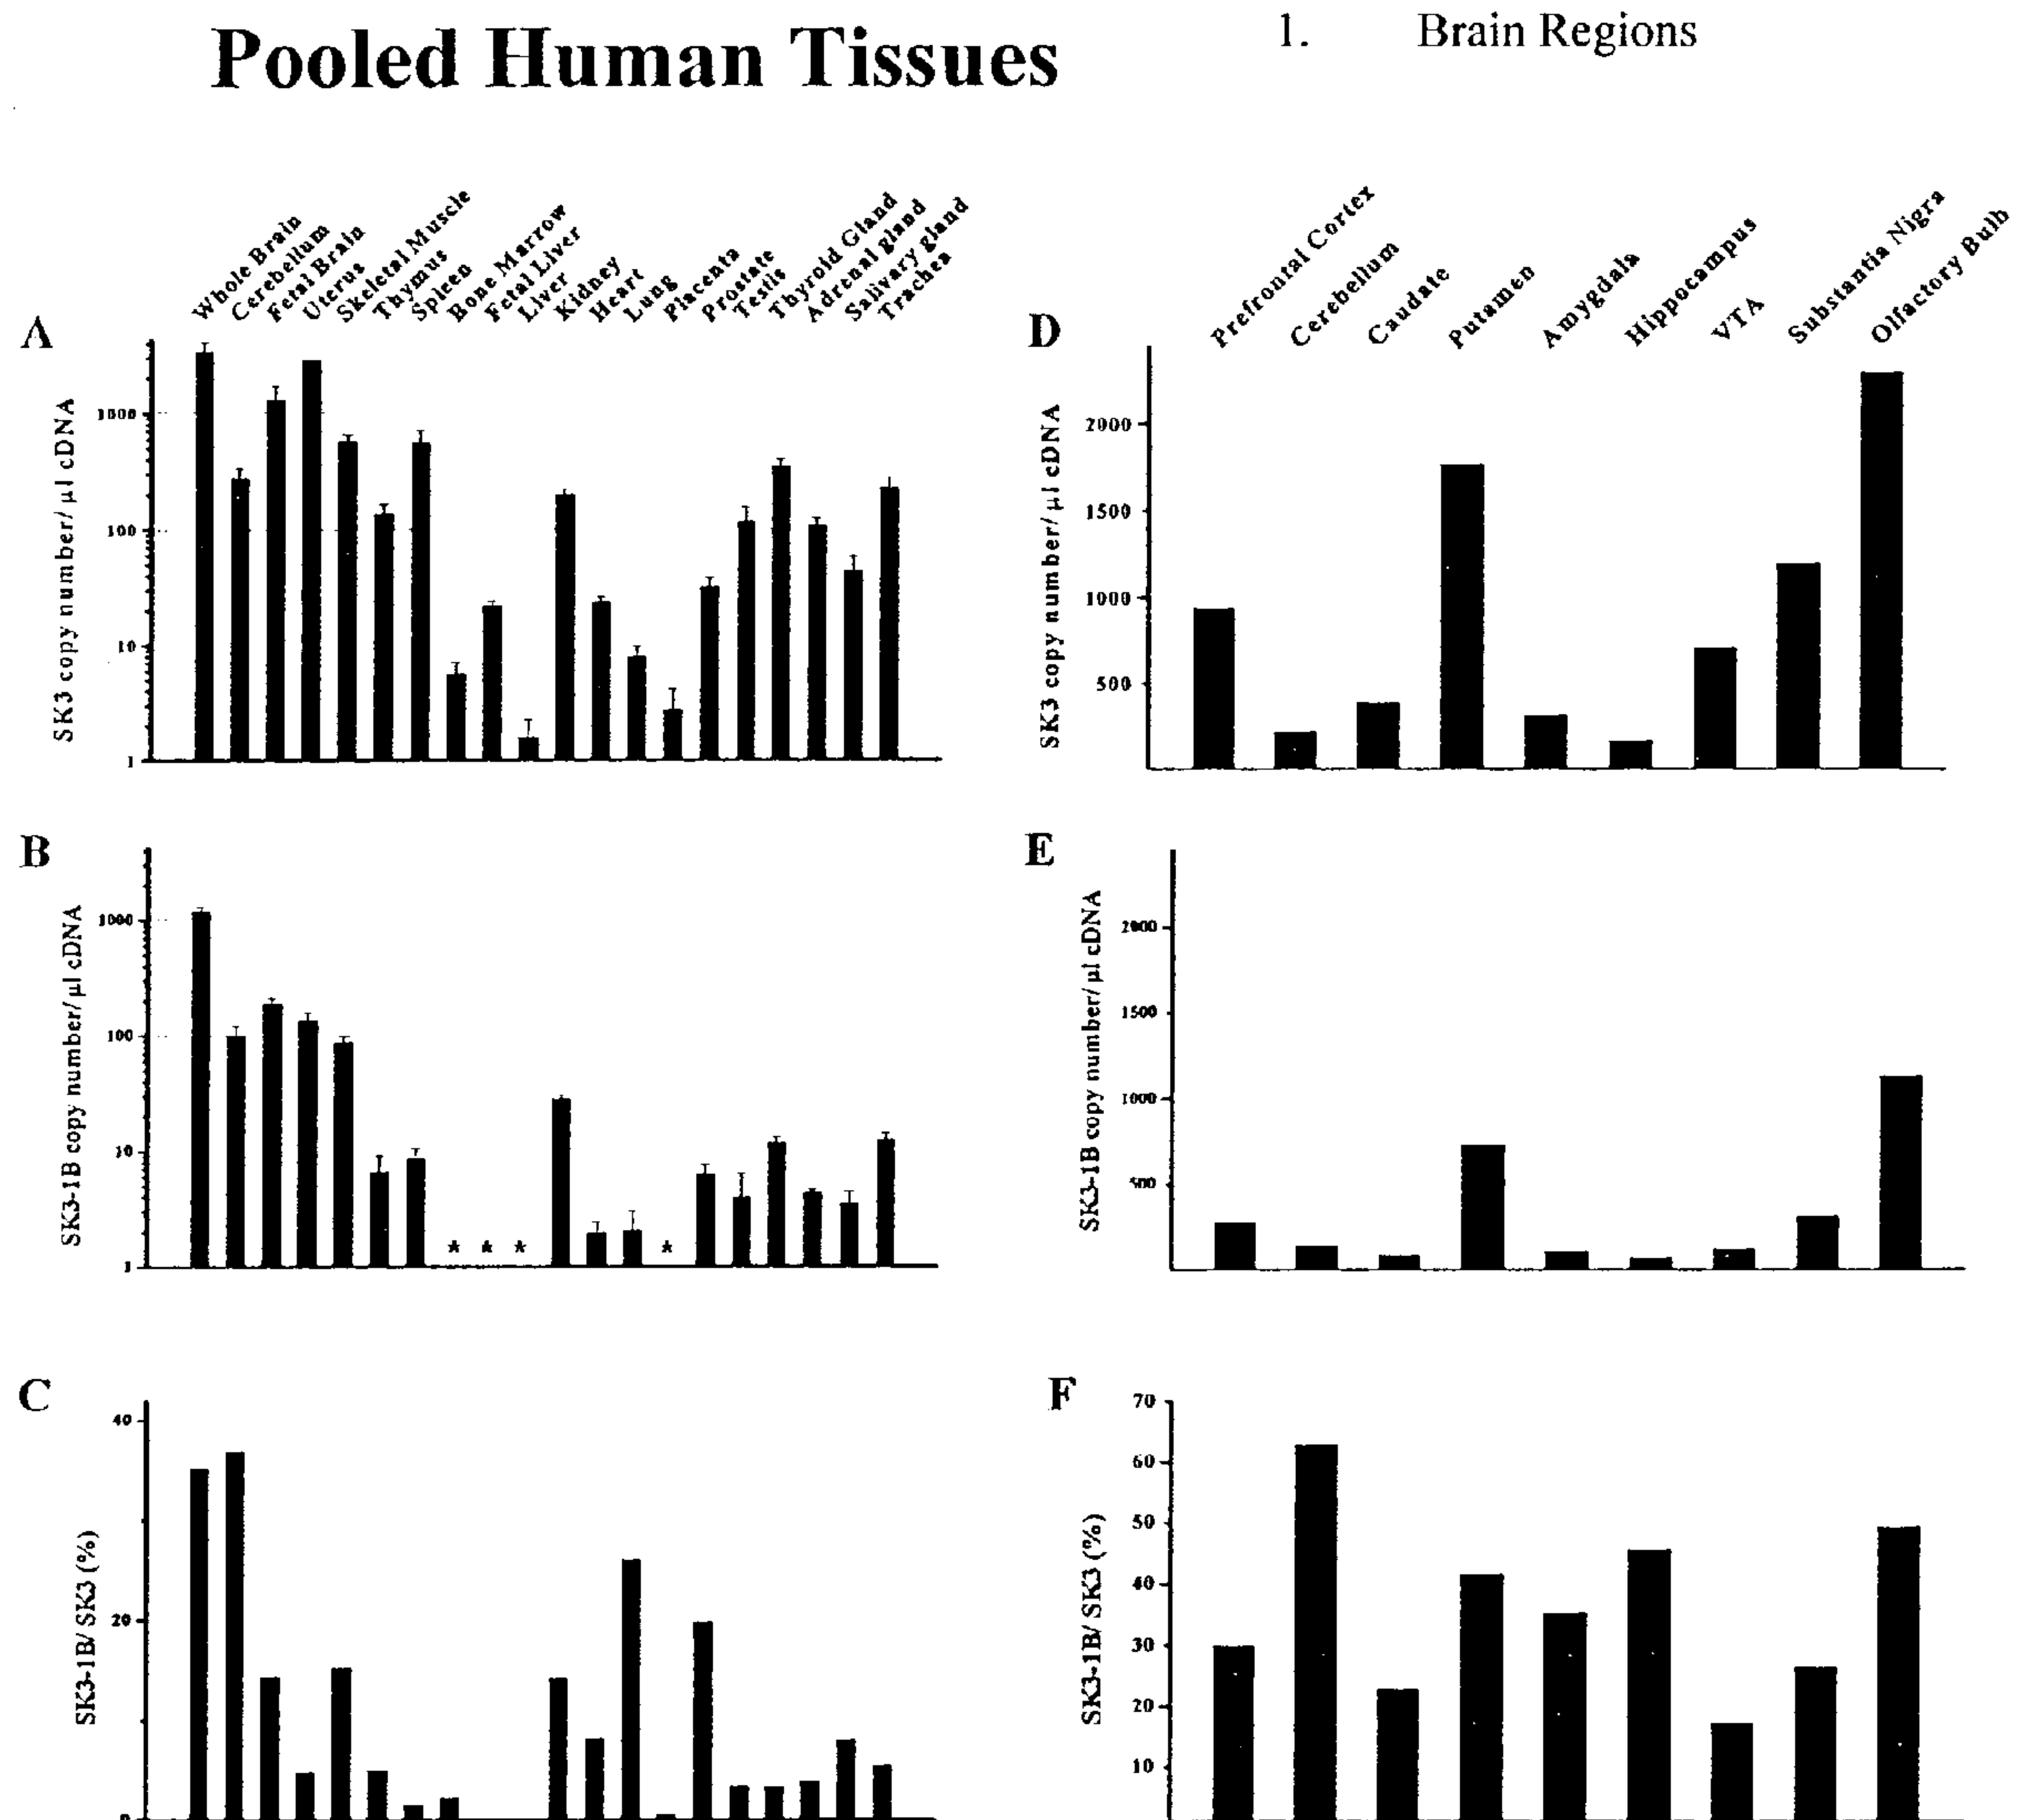 Pooled Human Tissues
1. Brain Regions
Whole Brain
Cerebellum
Fetal Brain
Uterus
Skeletal Muscle
Thymus
Spleen
Bone Marrow
Fetal Liver
Liver
Kidney
Heart
Lung
Placenta
Prostate
Testis
Thyroid Gland
Adrenal gland
Salivary gland
Trachea
A
SK3 copy number/ µl cDNA
1000
100
10
1
Prefrontal Cortex
Cerebellum
Caudate
Putamen
Amygdala
Hippocampus
VTA
Substantia Nigra
Olfactory Bulb
D
SK3 copy number/ µl cDNA
2000
1500
1000
500
B
SK3-1B copy number/ µl cDNA
1000
100
10
1
* * * *
E
SK3-1B copy number/ µl cDNA
2000
1500
1000
500
C
SK3-1B/ SK3 (%)
40
20
0
F
SK3-1B/ SK3 (%)
70
60
50
40
30
20
10